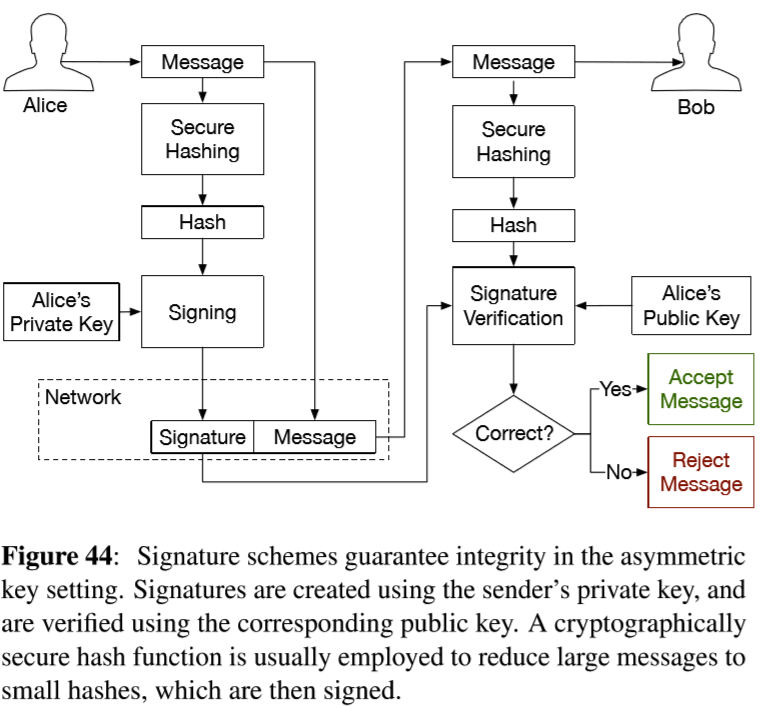 Message
Message
Alice
Bob
Secure
Hashing
Secure
Hashing
Hash
Hash
Alice's
Private Key
Signing
Signature
Verification
Alice's
Public Key
Network
Signature
Message
Correct?
Yes
Accept
Message
No
Reject
Message
Figure 44: Signature schemes guarantee integrity in the asymmetric
key setting. Signatures are created using the sender's private key, and
are verified using the corresponding public key. A cryptographically
secure hash function is usually employed to reduce large messages to
small hashes, which are then signed.